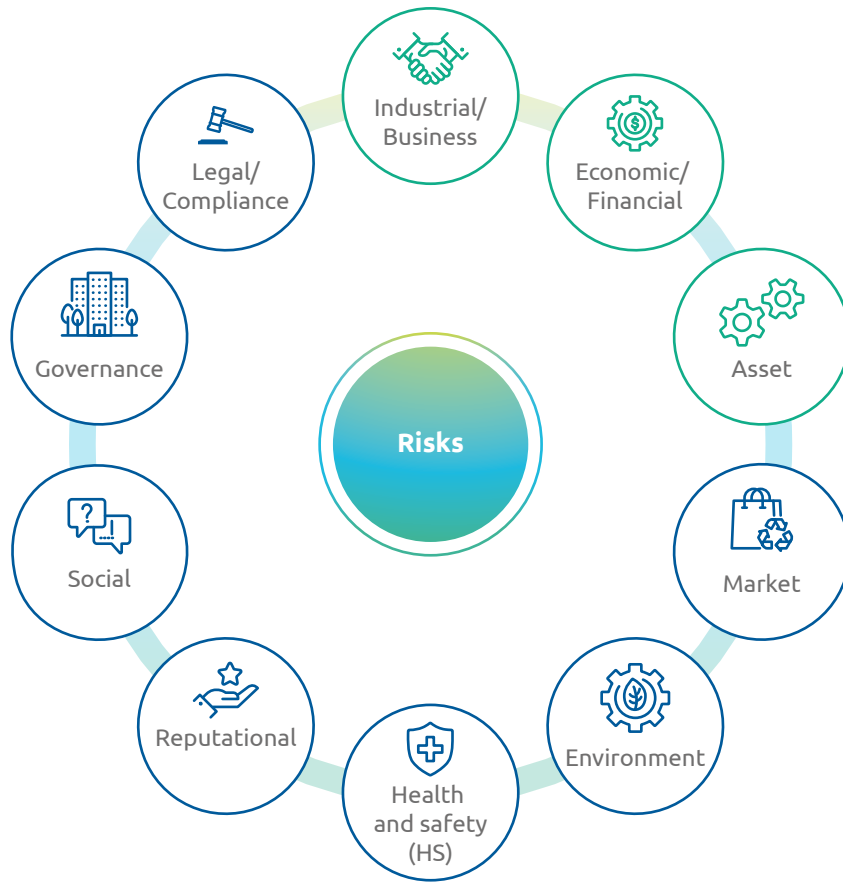 Industrial/
Business
Economic/
Financial
Asset
Market
Environment
Health
and safety
(HS)
Reputational
Social
Governance
Legal/
Compliance
Risks
$
?
...!